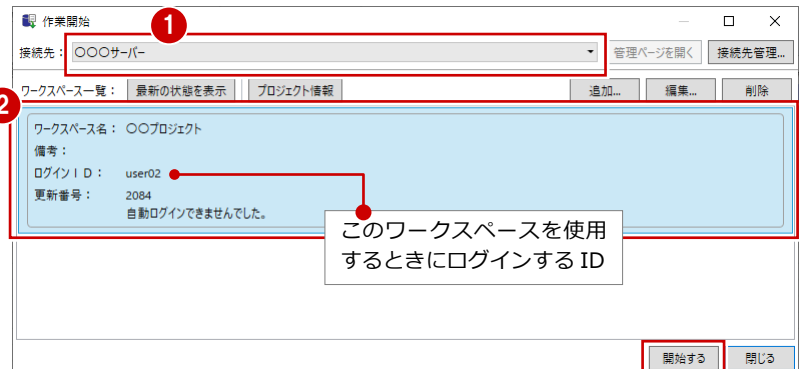 作業開始
1
接続先： 〇〇〇サーバー 管理ページを開く 接続先管理...
ワークスペース一覧： 最新の状態を表示 プロジェクト情報 追加... 編集... 削除
2
ワークスペース名： 〇〇プロジェクト
備考：
ログインＩＤ： user02
更新番号： 2084
自動ログインできませんでした。
このワークスペースを使用
するときにログインする ID
開始する 閉じる